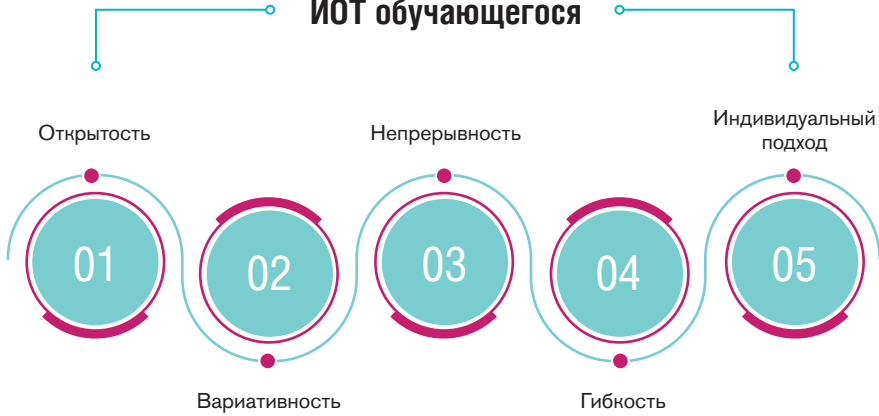 ИОТ обучающегося
Открытость
Непрерывность
Индивидуальный
подход
01
02
03
04
05
Вариативность
Гибкость